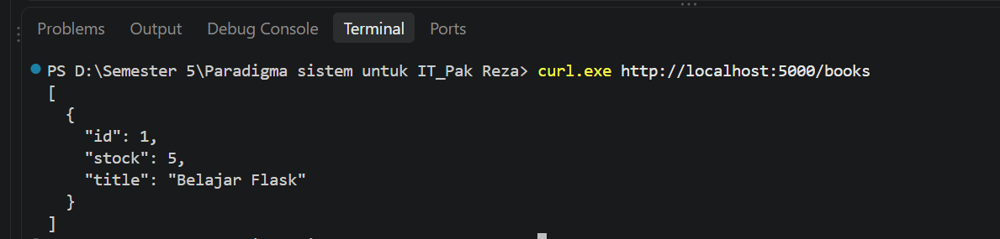 Problems Output Debug Console Terminal Ports
PS D:\Semester 5\Paradigma sistem untuk IT_Pak Reza> curl.exe http://localhost:5000/books
[
  {
    "id": 1,
    "stock": 5,
    "title": "Belajar Flask"
  }
]